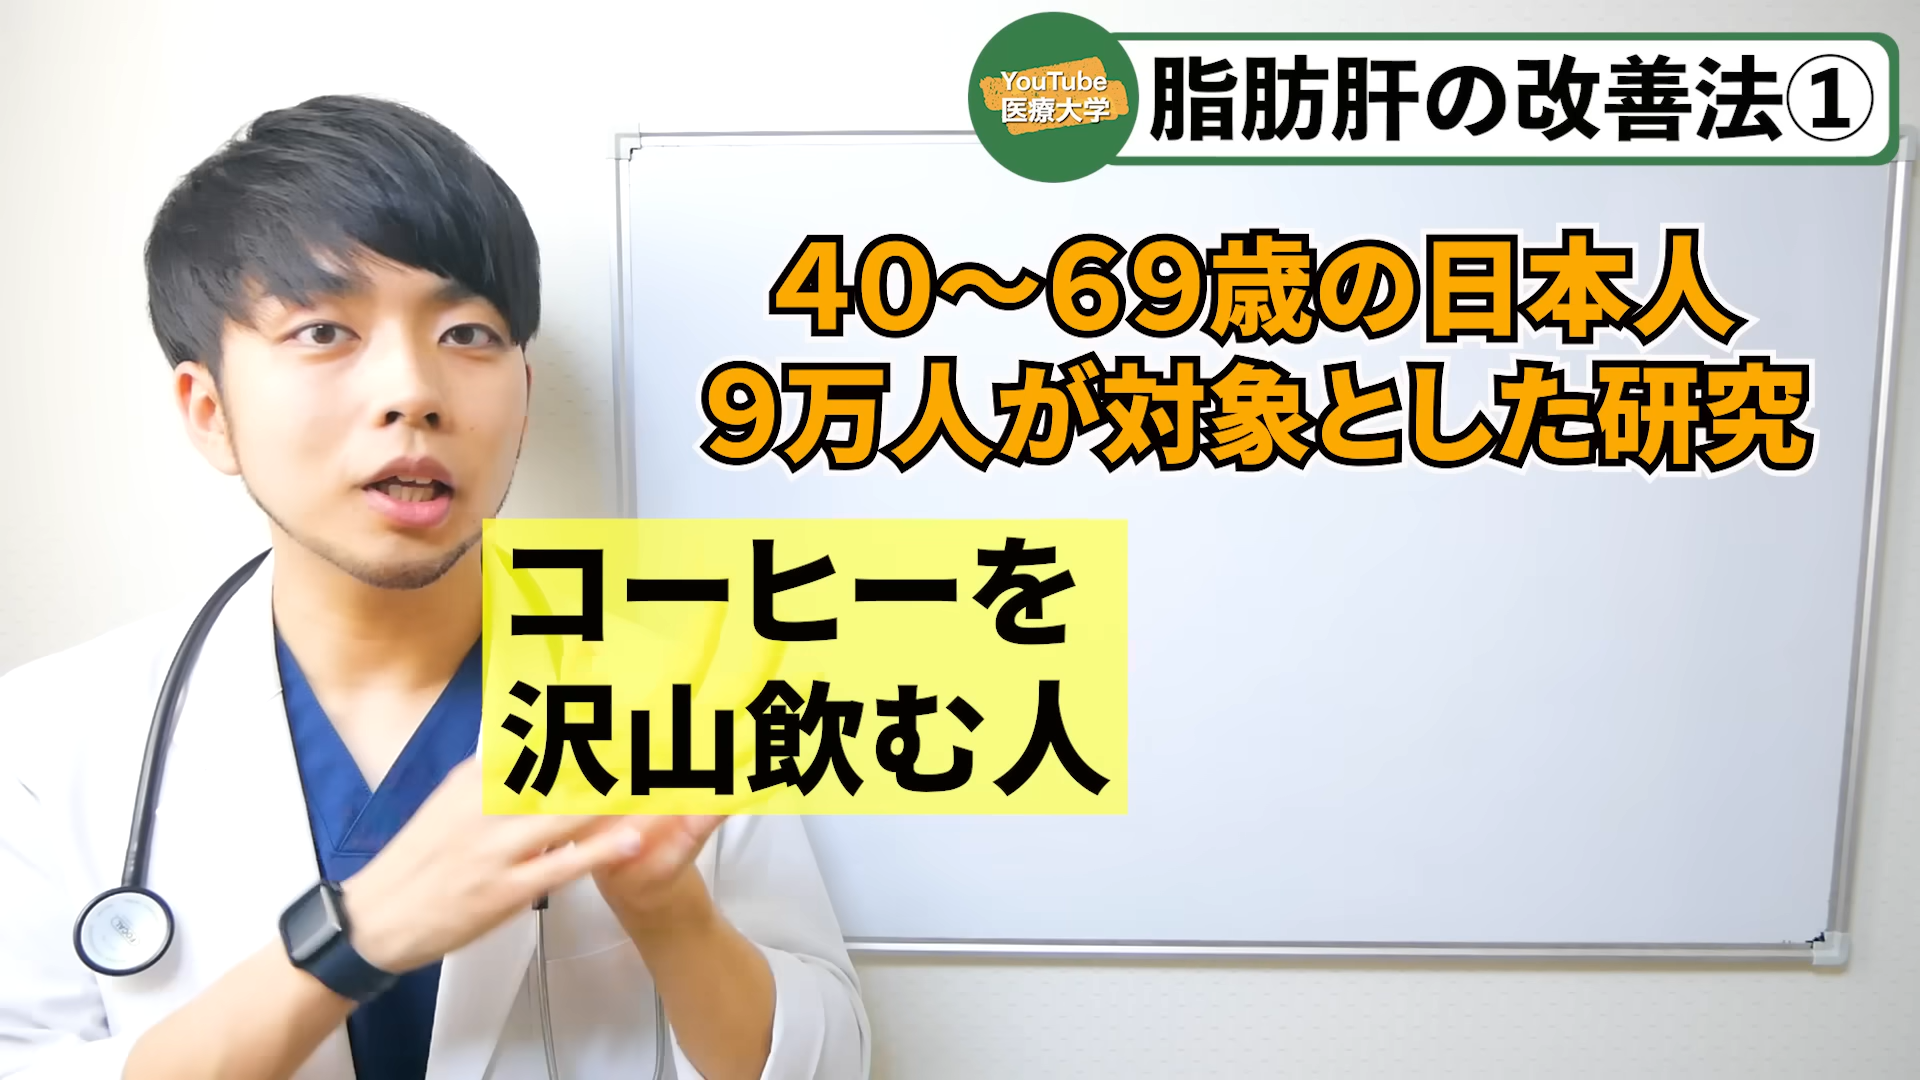 YouTube
医療大学
脂肪肝の改善法①
40～69歳の日本人
9万人が対象とした研究
コーヒーを
沢山飲む人